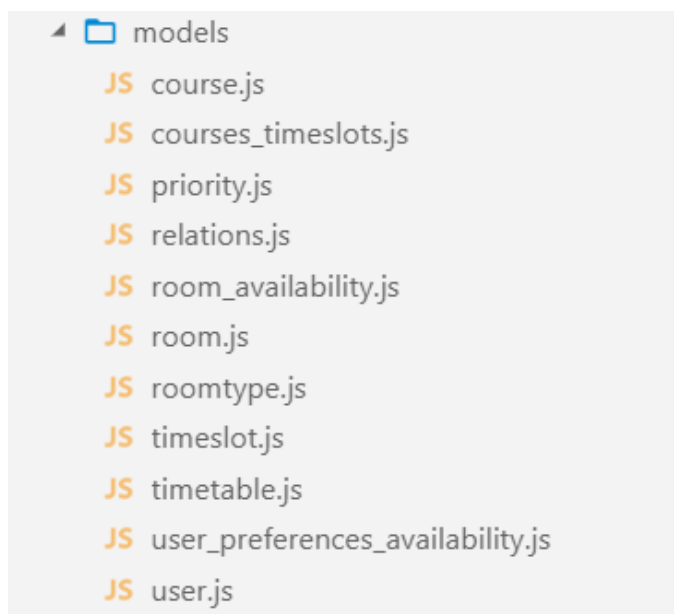 models
JS course.js
JS courses_timeslots.js
JS priority.js
JS relations.js
JS room_availability.js
JS room.js
JS roomtype.js
JS timeslot.js
JS timetable.js
JS user_preferences_availability.js
JS user.js